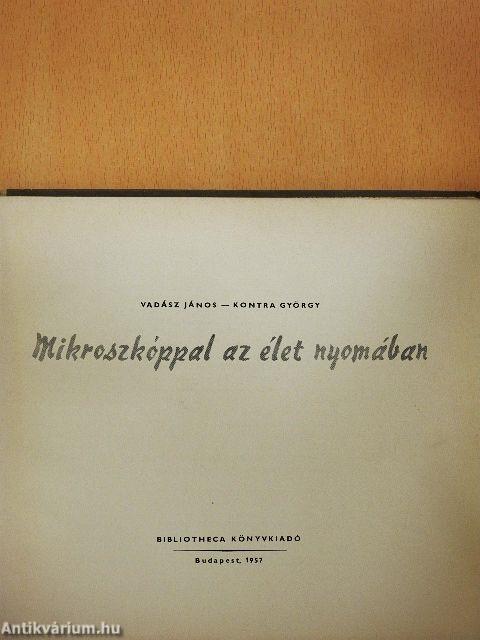 VADÁSZ JÁNOS — KONTRA GYÖRGY
Mikroszkóppal az élet nyomában
BIBLIOTHECA KÖNYVKIADÓ
Budapest, 1957
Antikvárium.hu